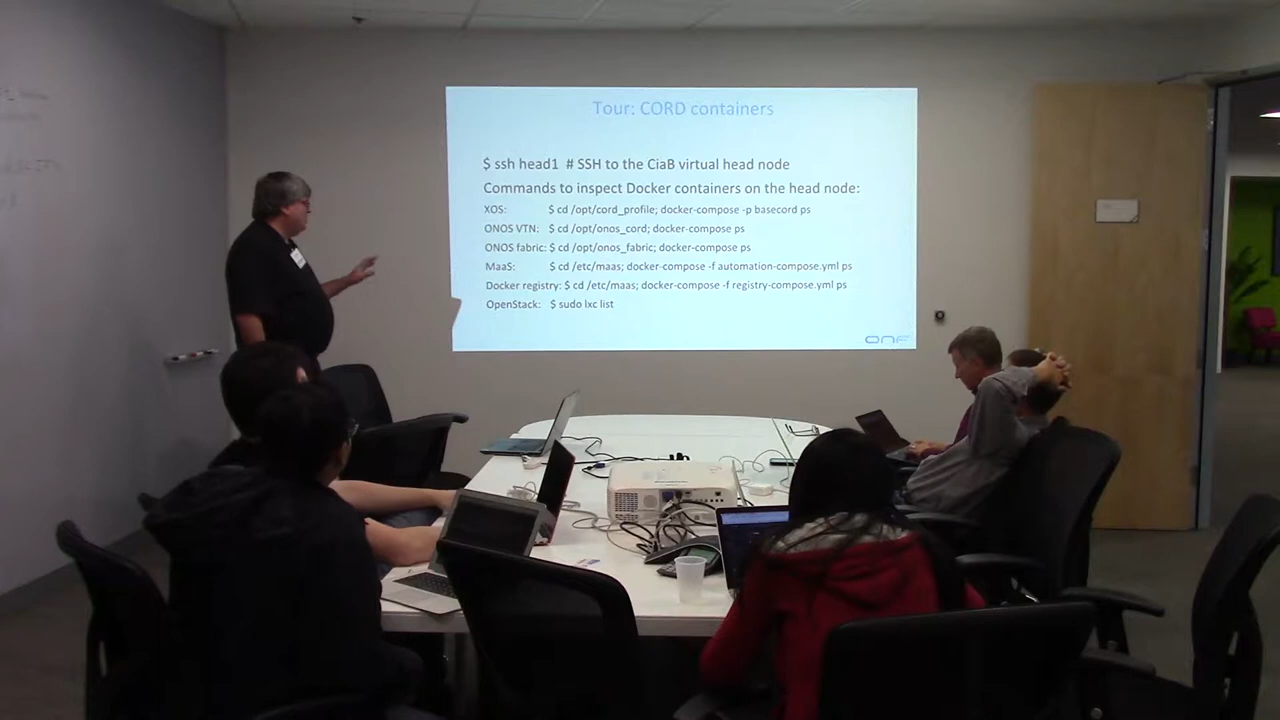 Tour: CORD containers
$ ssh head1 # SSH to the CiaB virtual head node
Commands to inspect Docker containers on the head node:
XOS: $ cd /opt/cord_profile; docker-compose -p basecord ps
ONOS VTN: $ cd /opt/onos_cord; docker-compose ps
ONOS fabric: $ cd /opt/onos_fabric; docker-compose ps
MaaS: $ cd /etc/maas; docker-compose -f automation-compose.yml ps
Docker registry: $ cd /etc/maas; docker-compose -f registry-compose.yml ps
OpenStack: $ sudo lxc list
ONF